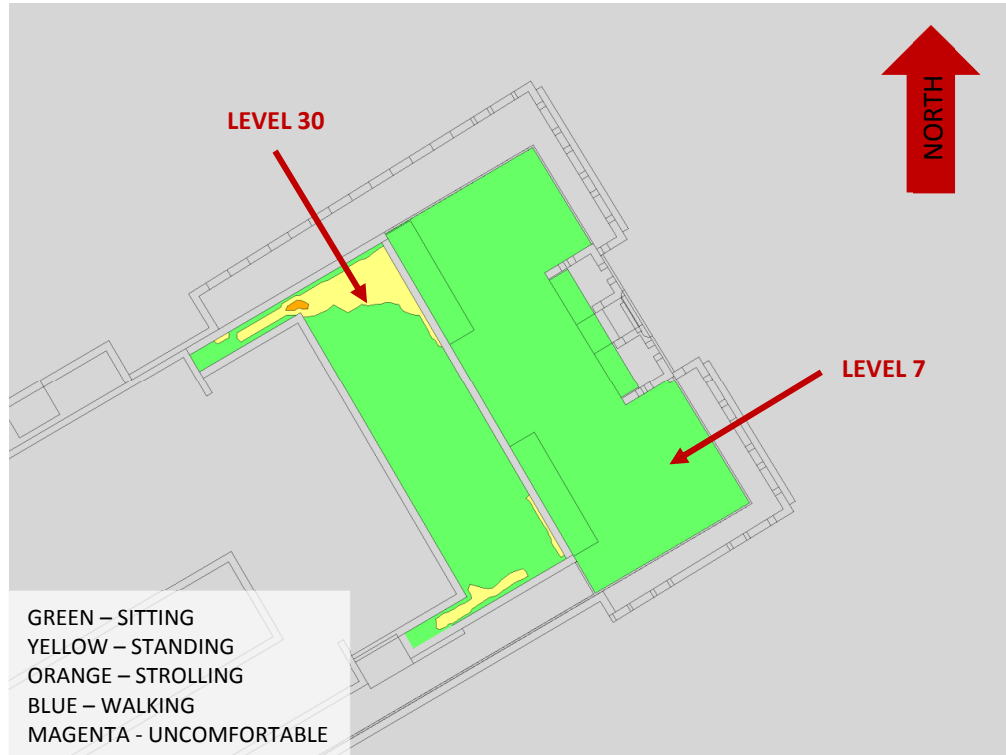 LEVEL 30
NORTH
LEVEL 7
GREEN – SITTING
YELLOW – STANDING
ORANGE – STROLLING
BLUE – WALKING
MAGENTA - UNCOMFORTABLE